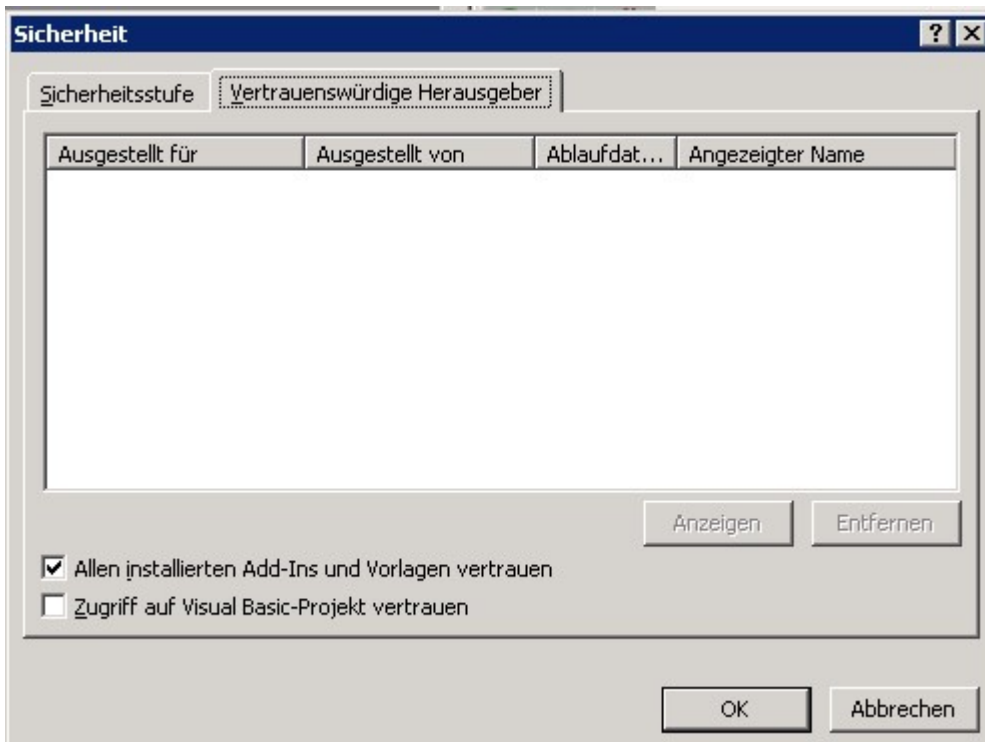 Sicherheit
Sicherheitsstufe Vertrauenswürdige Herausgeber
Ausgestellt für Ausgestellt von Ablaufdat... Angezeigter Name
Anzeigen Entfernen
Allen installierten Add-Ins und Vorlagen vertrauen
Zugriff auf Visual Basic-Projekt vertrauen
OK Abbrechen